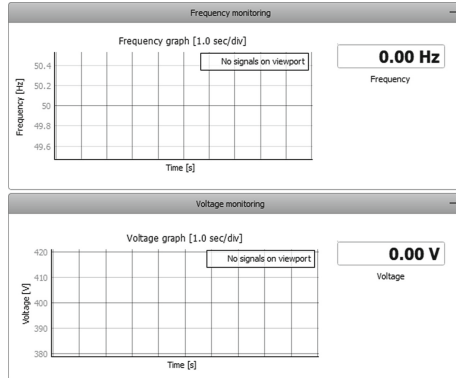 Frequency monitoring
Frequency graph [1.0 sec/div]
No signals on viewport
50.4
50.2
50
49.8
49.6
Frequency [Hz]
Time [s]
0.00 Hz
Frequency
Voltage monitoring
Voltage graph [1.0 sec/div]
No signals on viewport
420
410
400
390
380
Voltage [V]
Time [s]
0.00 V
Voltage